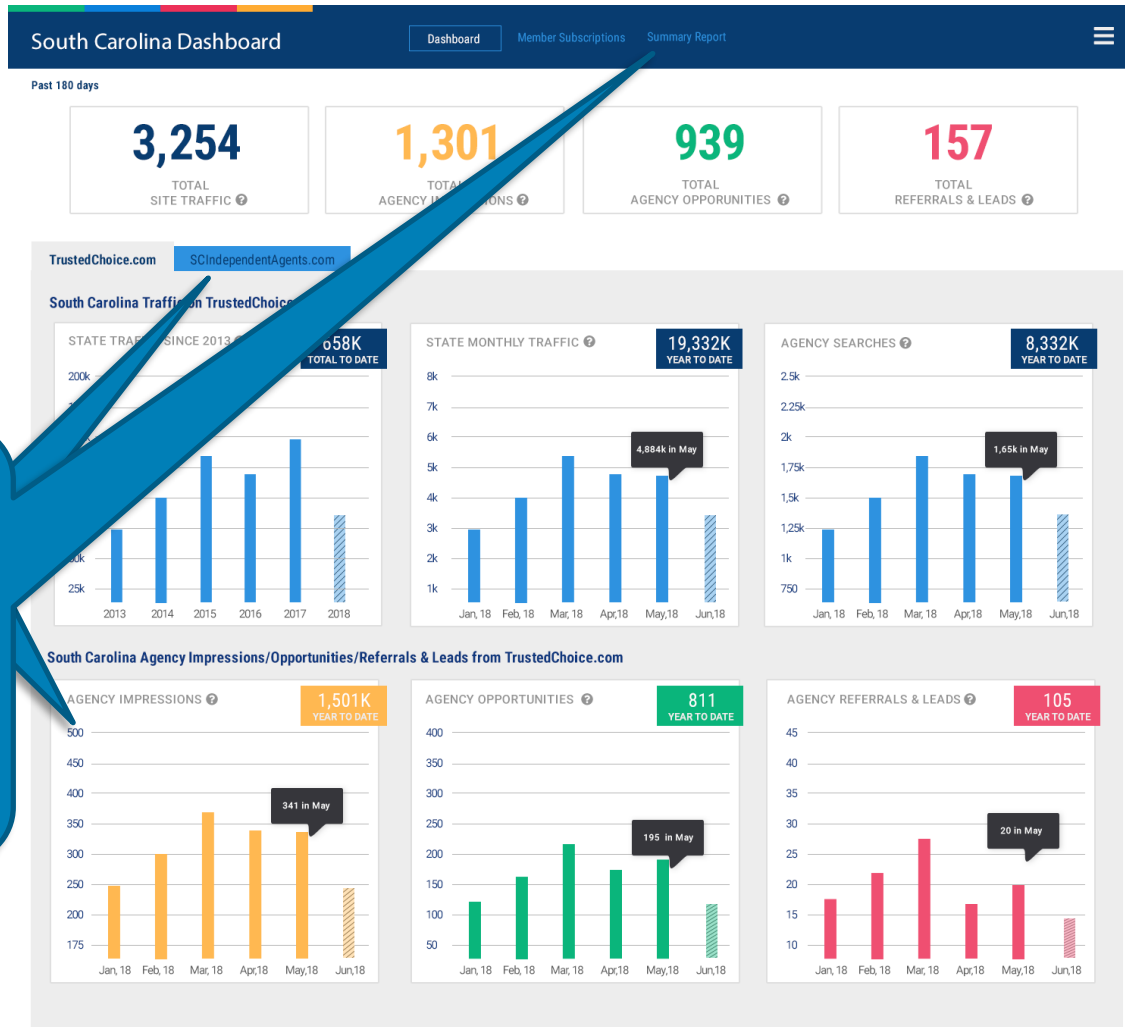 South Carolina Dashboard
Dashboard Member Subscriptions Summary Report
Past 180 days
3,254
TOTAL
SITE TRAFFIC
1,301
AGENCY
939
TOTAL
AGENCY OPPORUNITIES
157
TOTAL
REFERRALS & LEADS
TrustedChoice.com SCIndependentAgents.com
South Carolina Traffic on TrustedChoice
STATE SINCE 2013
658K
TOTAL TO DATE
200k
25k
2013 2014 2015 2016 2017 2018
STATE MONTHLY TRAFFIC
19,332K
YEAR TO DATE
8k
7k
6k
5k
4k
3k
2k
1k
4,884k in May
Jan, 18 Feb, 18 Mar, 18 Apr,18 May,18 Jun,18
AGENCY SEARCHES
8,332K
YEAR TO DATE
2.5k
2.25k
2k
1,75k
1,5k
1,25k
1k
750
1,65k in May
Jan, 18 Feb, 18 Mar, 18 Apr,18 May,18 Jun,18
South Carolina Agency Impressions/Opportunities/Referrals & Leads from TrustedChoice.com
AGENCY IMPRESSIONS
1,501K
YEAR TO DATE
500
450
400
350
300
250
200
175
341 in May
Jan, 18 Feb, 18 Mar, 18 Apr,18 May,18 Jun,18
AGENCY OPPORTUNITIES
811
YEAR TO DATE
400
350
300
250
200
150
100
50
195 in May
Jan, 18 Feb, 18 Mar, 18 Apr,18 May,18 Jun,18
AGENCY REFERRALS & LEADS
105
YEAR TO DATE
45
40
35
30
25
20
15
10
20 in May
Jan, 18 Feb, 18 Mar, 18 Apr,18 May,18 Jun,18